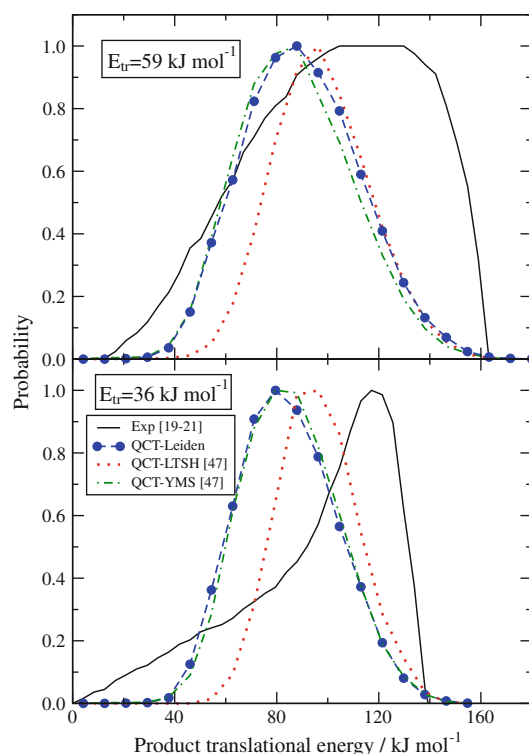 E_tr=59 kJ mol⁻¹
1.0
0.8
0.6
0.4
0.2
0.0
Probability
E_tr=36 kJ mol⁻¹
Exp [19-21]
QCT-Leiden
QCT-LTSH [47]
QCT-YMS [47]
1.0
0.8
0.6
0.4
0.2
0.0
0 40 80 120 160
Product translational energy / kJ mol⁻¹